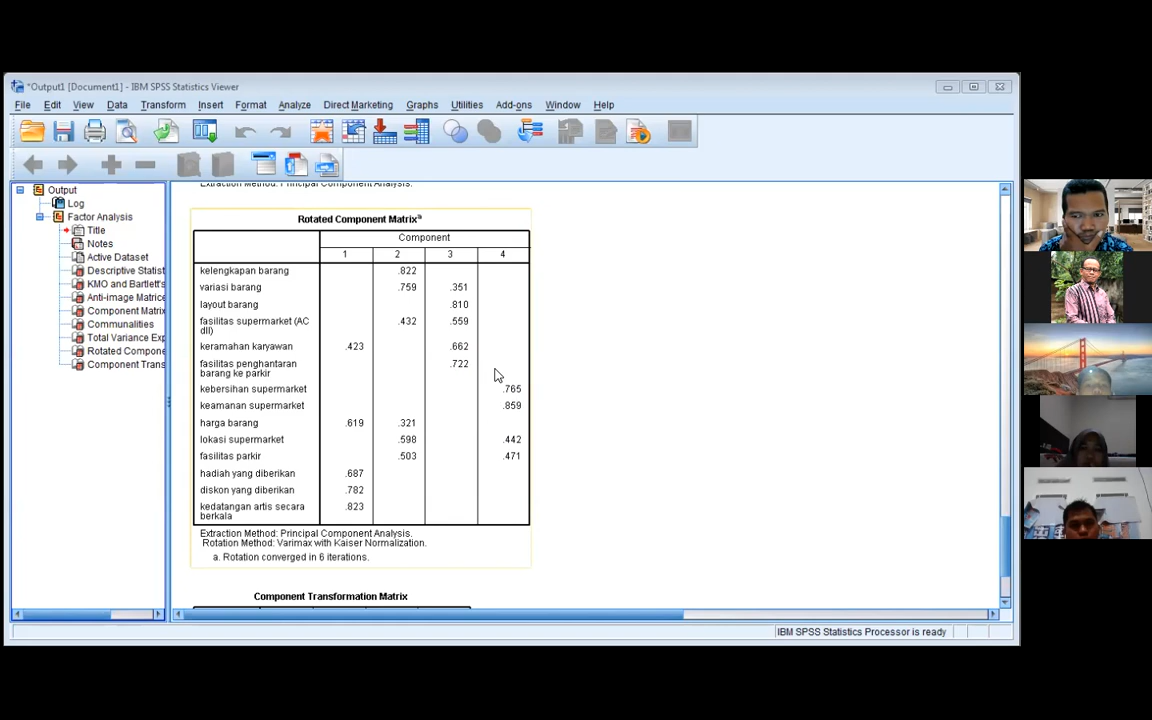 *Output1 [Document1] - IBM SPSS Statistics Viewer
File Edit View Data Transform Insert Format Analyze Direct Marketing Graphs Utilities Add-ons Window Help
Output
Log
Factor Analysis
Title
Notes
Active Dataset
Descriptive Statist
KMO and Bartlett's
Anti-image Matrice
Component Matrix
Communalities
Total Variance Exp
Rotated Compone
Component Trans
Extraction Method: Principal Component Analysis.
Rotated Component Matrixa
Component
1 2 3 4
kelengkapan barang .822
variasi barang .759 .351
layout barang .810
fasilitas supermarket (AC dll) .432 .559
keramahan karyawan .423 .662
fasilitas penghantaran barang ke parkir .722
kebersihan supermarket .765
keamanan supermarket .859
harga barang .619 .321
lokasi supermarket .598 .442
fasilitas parkir .503 .471
hadiah yang diberikan .687
diskon yang diberikan .782
kedatangan artis secara berkala .823
Extraction Method: Principal Component Analysis.
Rotation Method: Varimax with Kaiser Normalization.
a. Rotation converged in 6 iterations.
Component Transformation Matrix
IBM SPSS Statistics Processor is ready